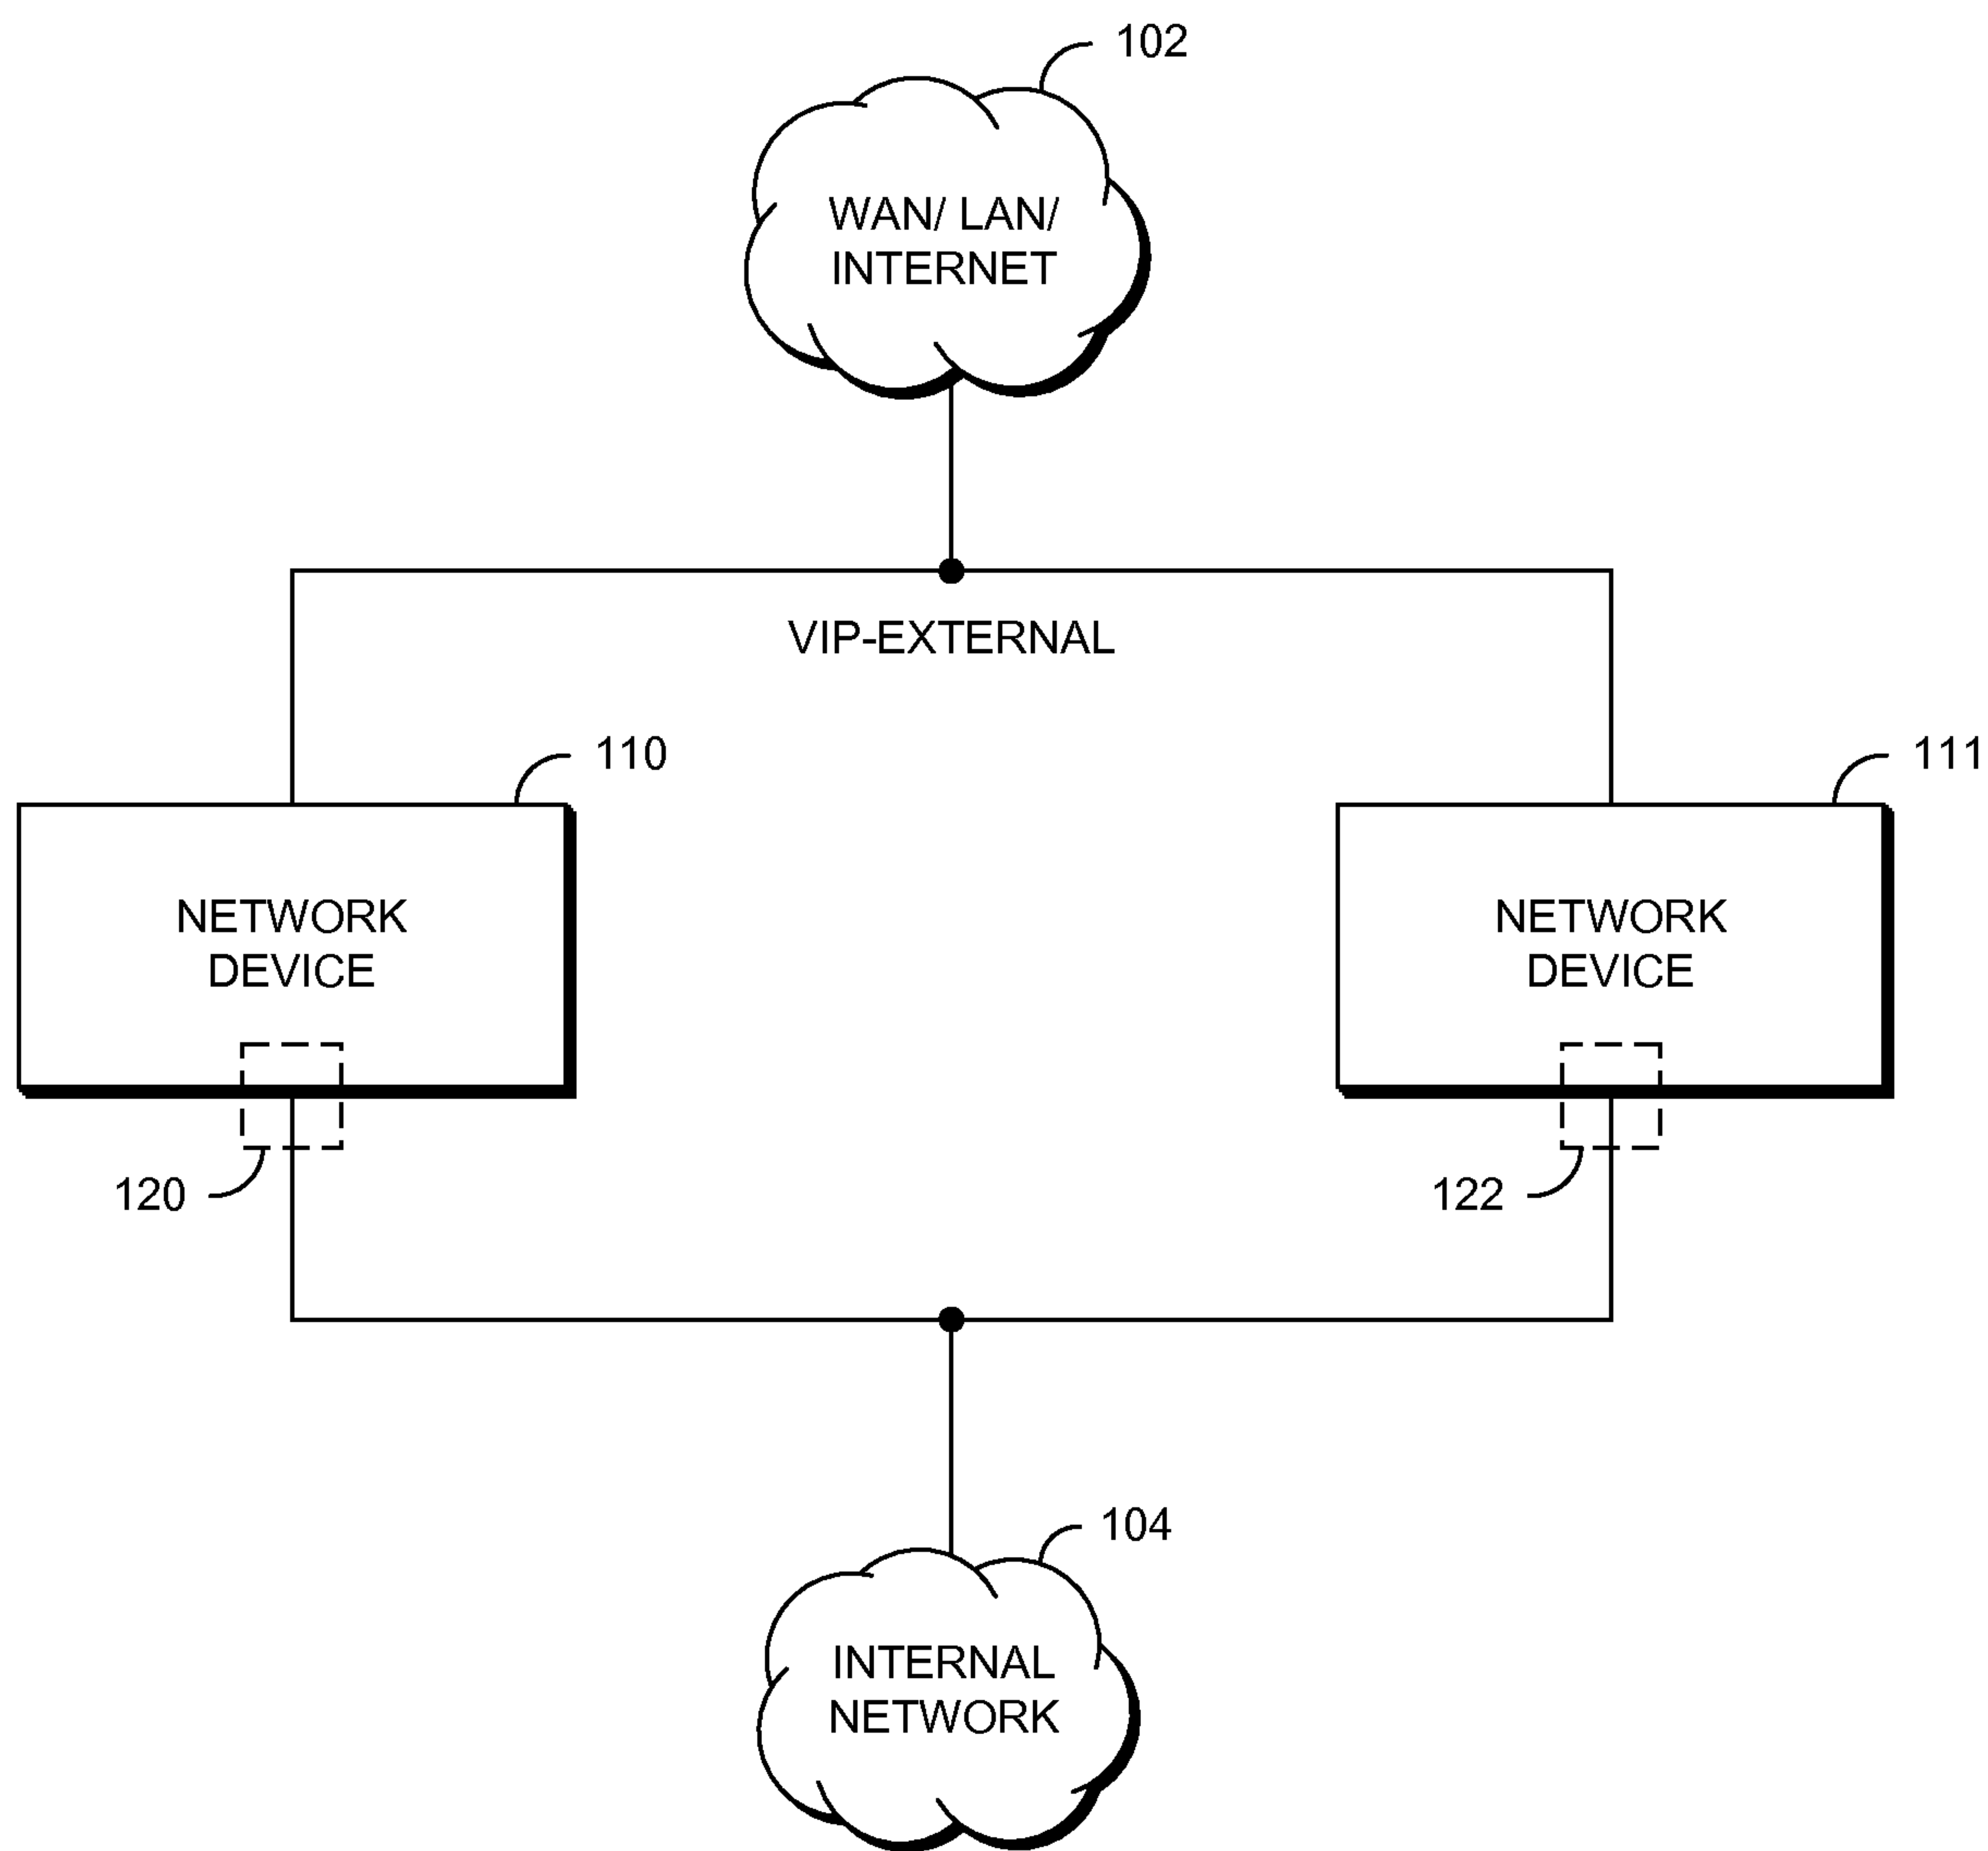 102
WAN/ LAN/
INTERNET
VIP-EXTERNAL
110
111
NETWORK
DEVICE
NETWORK
DEVICE
120
122
104
INTERNAL
NETWORK